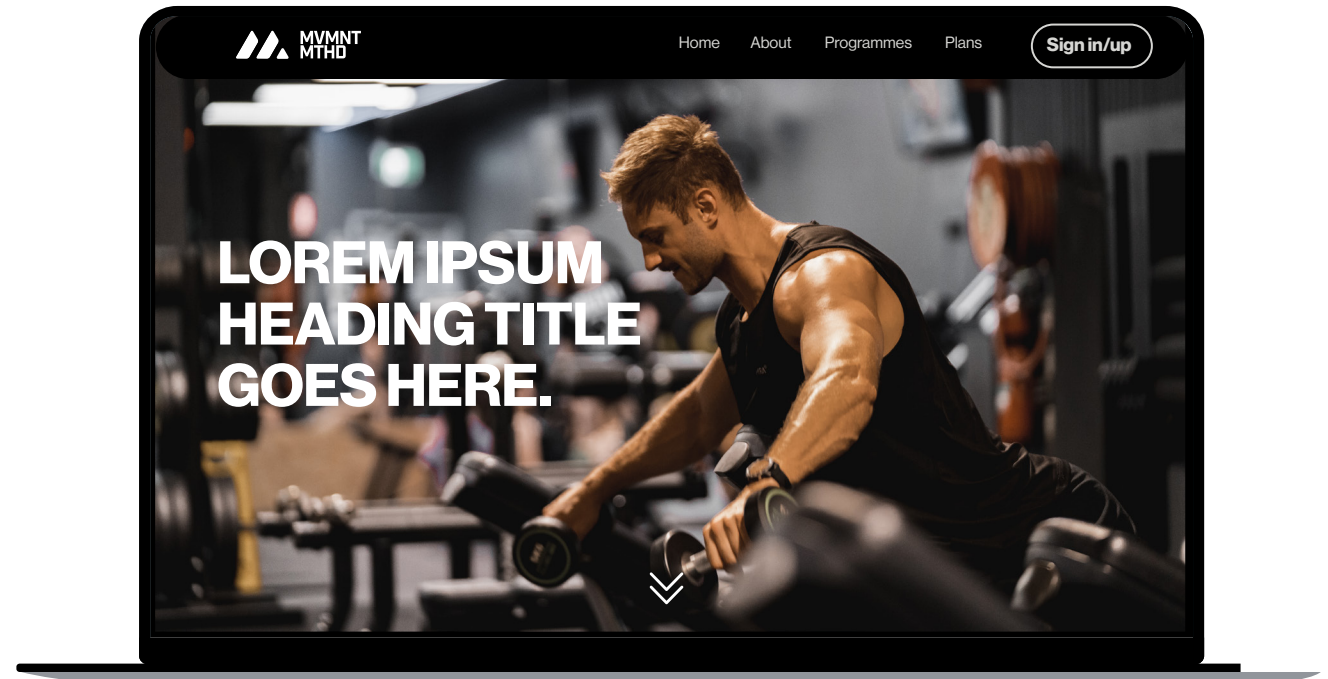 MVMNT
MTHD
Home About Programmes Plans Sign in/up
LOREM IPSUM
HEADING TITLE
GOES HERE.